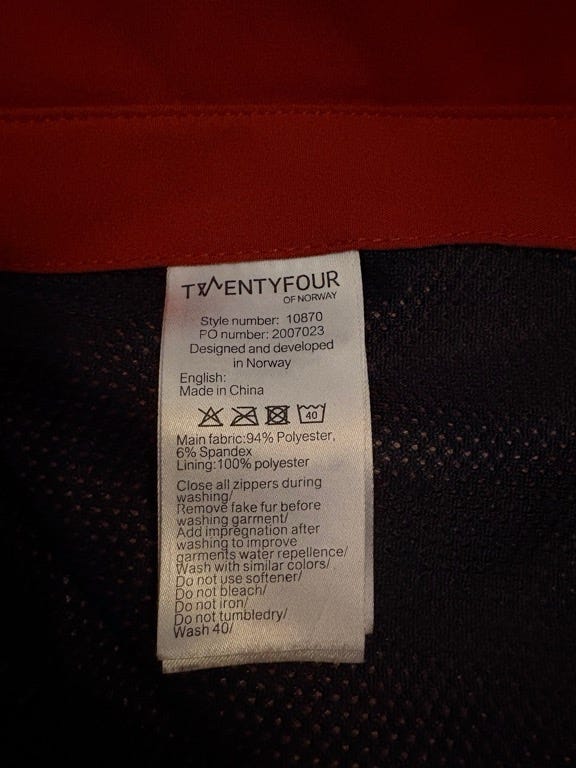 TWENTYFOUR
OF NORWAY
Style number: 10870
PO number: 2007023
Designed and developed
in Norway
English:
Made in China
40
Main fabric:94% Polyester,
6% Spandex
Lining:100% polyester
Close all zippers during
washing/
Remove fake fur before
washing garment/
Add impregnation after
washing to improve
garments water repellence/
Wash with similar colors/
Do not use softener/
Do not bleach/
Do not iron/
Do not tumbledry/
Wash 40/